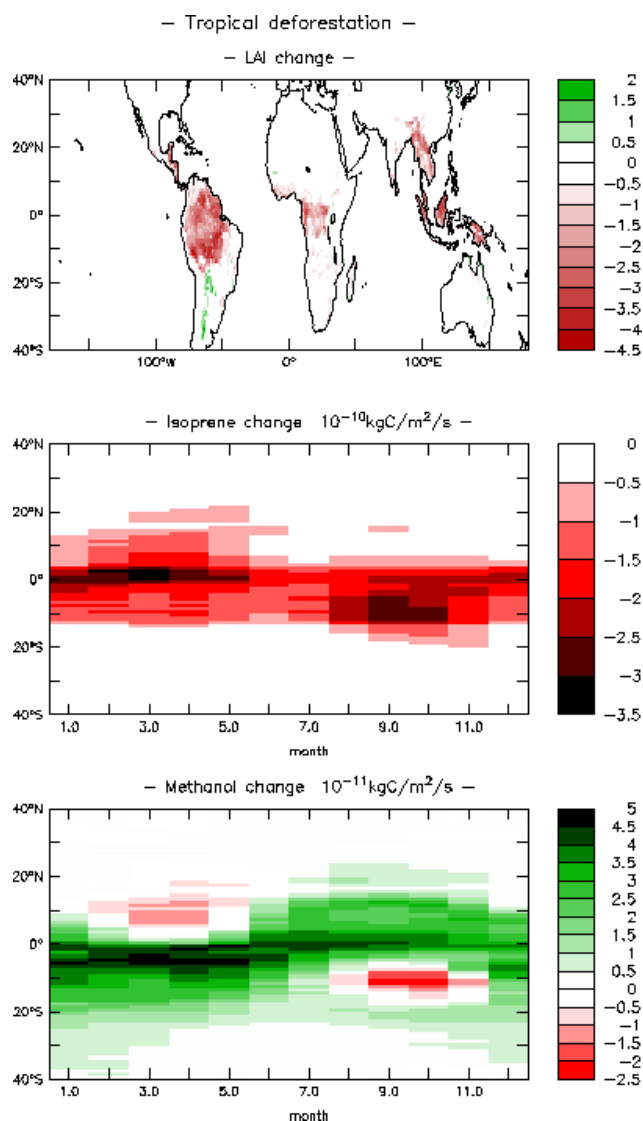 — Tropical deforestation —
— LAI change —
40°N
20°N
0°
20°S
40°S
100°W 0° 100°E
2
1.5
1
0.5
0
−0.5
−1
−1.5
−2
−2.5
−3
−3.5
−4
−4.5
— Isoprene change 10⁻¹⁰kgC/m²/s —
40°N
20°N
0°
20°S
40°S
1.0 3.0 5.0 7.0 9.0 11.0
month
0
−0.5
−1
−1.5
−2
−2.5
−3
−3.5
— Methanol change 10⁻¹¹kgC/m²/s —
40°N
20°N
0°
20°S
40°S
1.0 3.0 5.0 7.0 9.0 11.0
month
5
4.5
4
3.5
3
2.5
2
1.5
1
0.5
0
−0.5
−1
−1.5
−2
−2.5